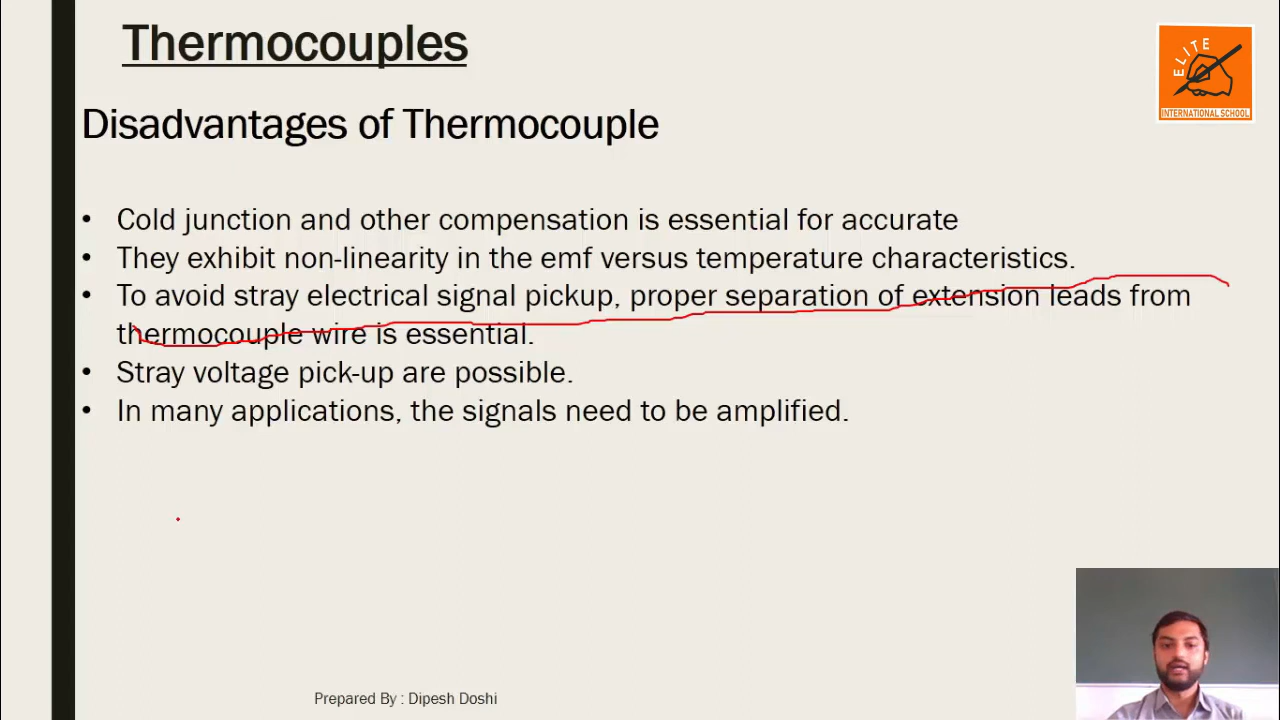 Thermocouples
ELITE
INTERNATIONAL SCHOOL
Disadvantages of Thermocouple
• Cold junction and other compensation is essential for accurate
• They exhibit non-linearity in the emf versus temperature characteristics.
• To avoid stray electrical signal pickup, proper separation of extension leads from
thermocouple wire is essential.
• Stray voltage pick-up are possible.
• In many applications, the signals need to be amplified.
Prepared By : Dipesh Doshi